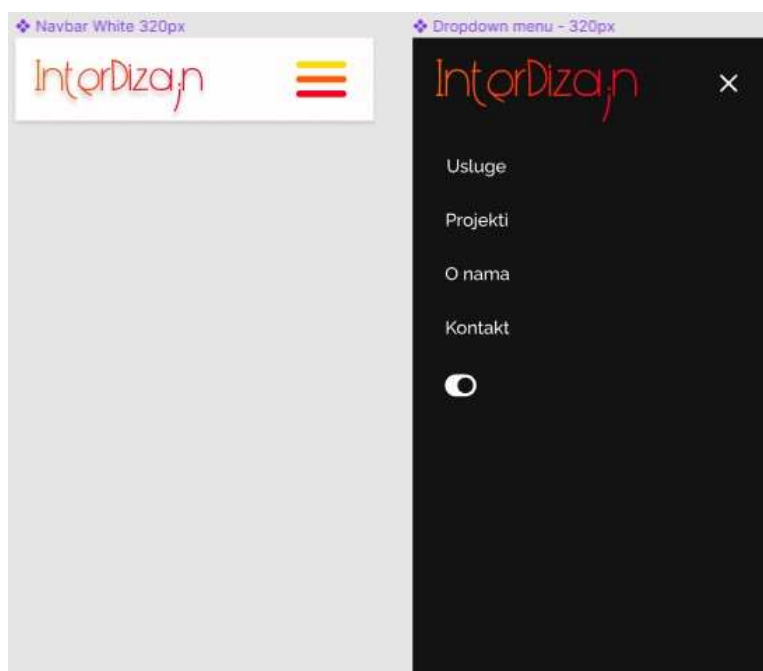 Navbar White 320px
InterDizajn
Dropdown menu - 320px
InterDizajn
Usluge
Projekti
O nama
Kontakt